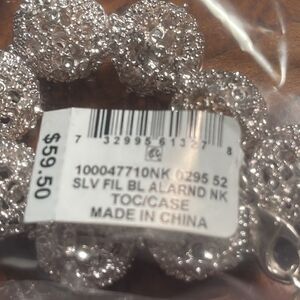 $59.50
7 32995 61327 8
100047710NK 0295 52
SLV FIL BL ALARND NK
TOC/CASE
MADE IN CHINA